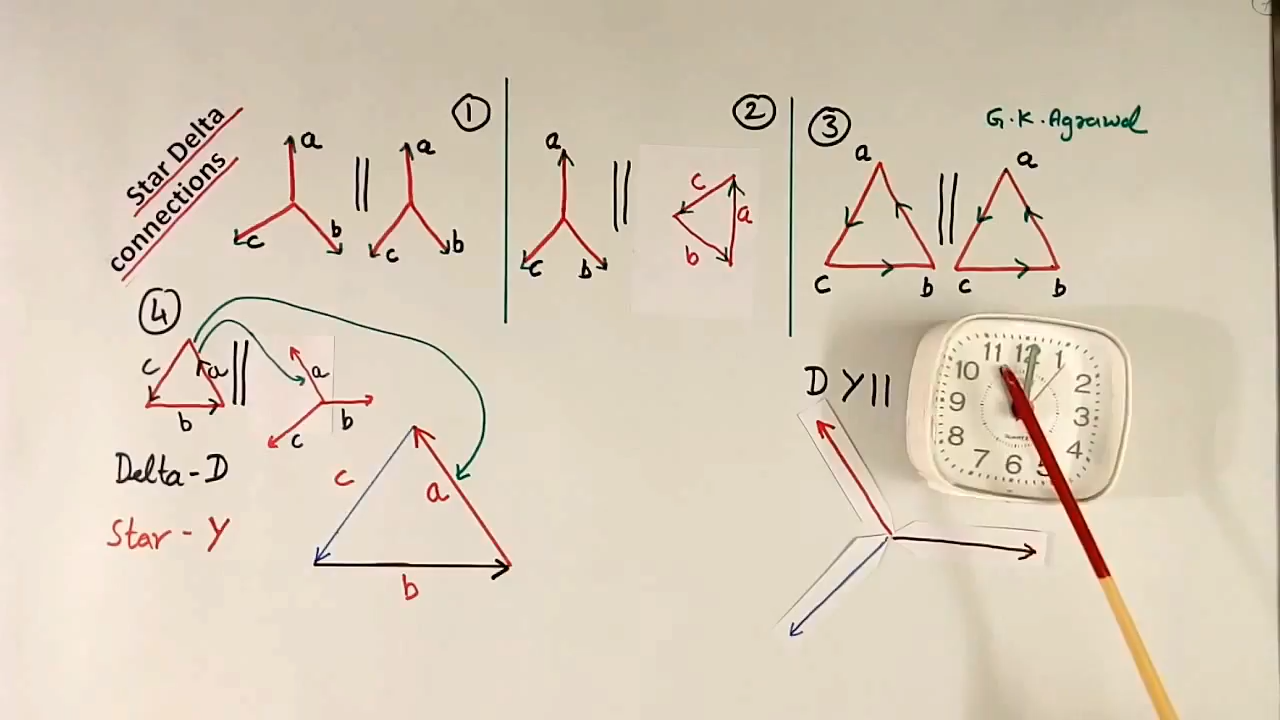 Star Delta
connections
①
a
c
b
a
c
b
②
a
c
b
c
a
b
③
G.K. Agrawal
a
c
b
a
c
b
④
c
a
b
a
b
c
Delta - D
Star - Y
c
a
b
D Y
11 12 1
10 2
9 3
8 4
7 6 5